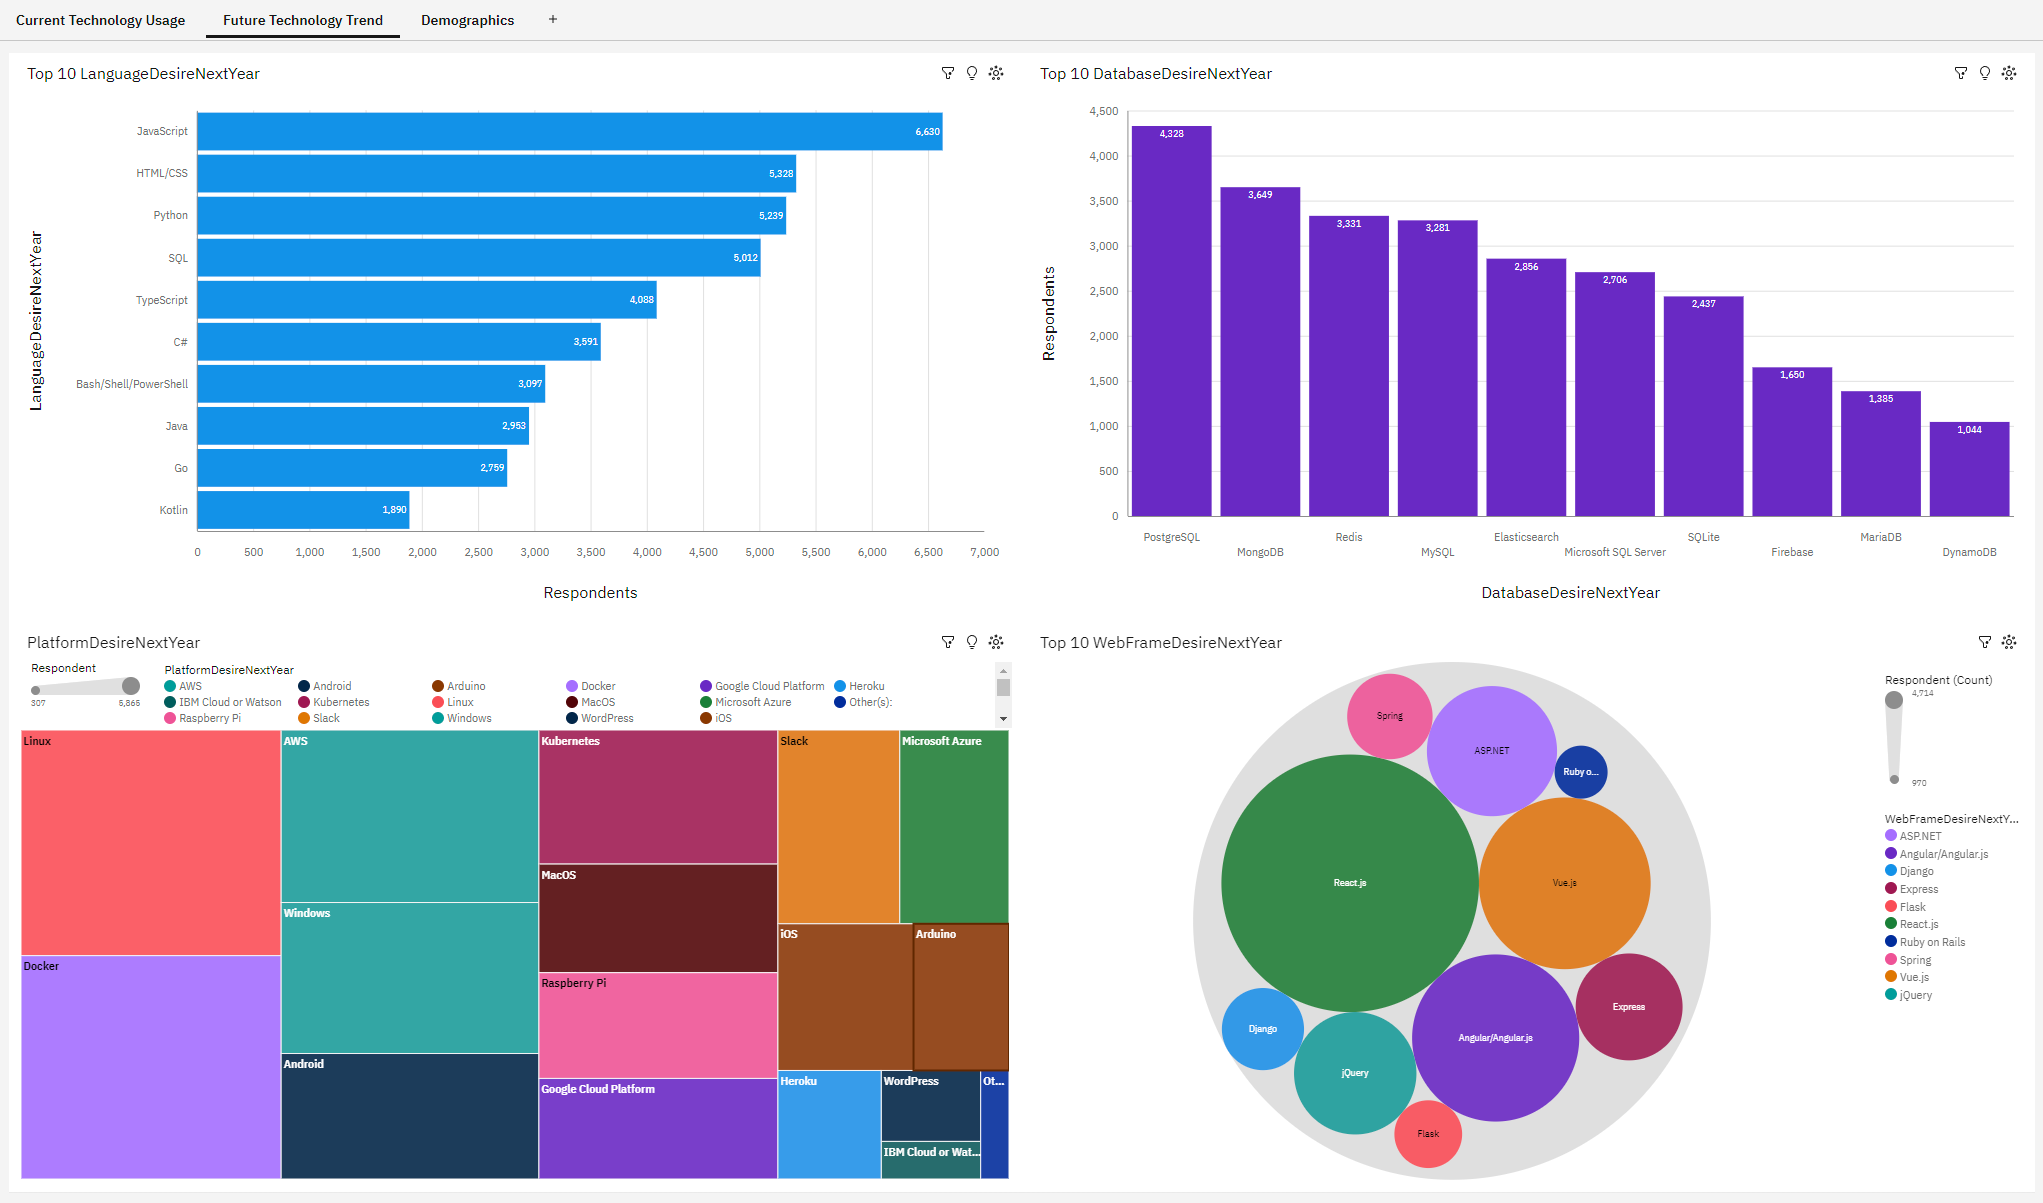 Current Technology Usage
Future Technology Trend
Demographics
+
Top 10 LanguageDesireNextYear
LanguageDesireNextYear
JavaScript 6,630
HTML/CSS 5,328
Python 5,239
SQL 5,012
TypeScript 4,088
C# 3,591
Bash/Shell/PowerShell 3,097
Java 2,953
Go 2,759
Kotlin 1,890
0 500 1,000 1,500 2,000 2,500 3,000 3,500 4,000 4,500 5,000 5,500 6,000 6,500 7,000
Respondents
Top 10 DatabaseDesireNextYear
Respondents
4,500
4,000
3,500
3,000
2,500
2,000
1,500
1,000
500
0
4,328
3,649
3,331
3,281
2,856
2,706
2,437
1,650
1,385
1,044
PostgreSQL
MongoDB
Redis
MySQL
Elasticsearch
Microsoft SQL Server
SQLite
Firebase
MariaDB
DynamoDB
DatabaseDesireNextYear
PlatformDesireNextYear
Respondent
307 5,865
PlatformDesireNextYear
AWS Android Arduino Docker Google Cloud Platform Heroku
IBM Cloud or Watson Kubernetes Linux MacOS Microsoft Azure Other(s):
Raspberry Pi Slack Windows WordPress iOS
Linux
Docker
AWS
Windows
Android
Kubernetes
MacOS
Raspberry Pi
Google Cloud Platform
Slack
Microsoft Azure
iOS
Arduino
Heroku
WordPress
Ot...
IBM Cloud or Wat...
Top 10 WebFrameDesireNextYear
Spring
ASP.NET
Ruby o...
React.js
Vue.js
Express
Angular/Angular.js
Django
jQuery
Flask
Respondent (Count)
4,714
970
WebFrameDesireNextY...
ASP.NET
Angular/Angular.js
Django
Express
Flask
React.js
Ruby on Rails
Spring
Vue.js
jQuery